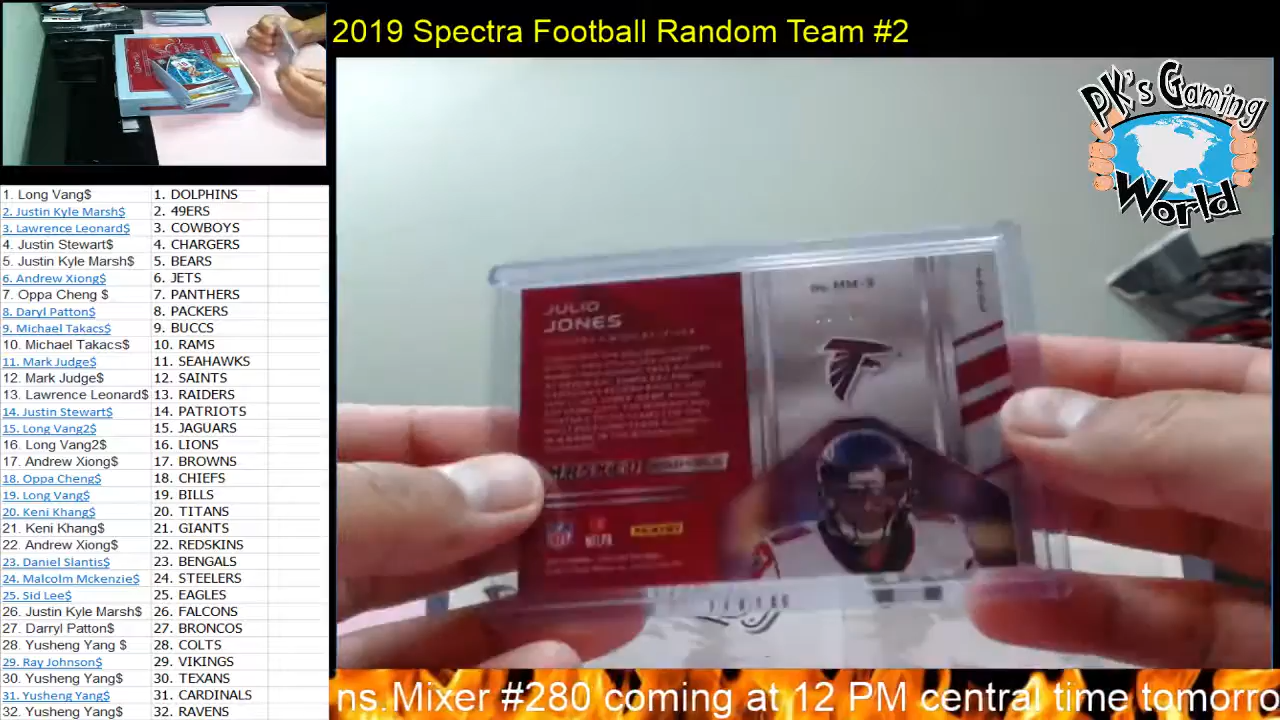 2019 Spectra Football Random Team #2
PK's Gaming
World
1. Long Vang$ 1. DOLPHINS
2. Justin Kyle Marsh$ 2. 49ERS
3. Lawrence Leonard$ 3. COWBOYS
4. Justin Stewart$ 4. CHARGERS
5. Justin Kyle Marsh$ 5. BEARS
6. Andrew Xiong$ 6. JETS
7. Oppa Cheng $ 7. PANTHERS
8. Daryl Patton$ 8. PACKERS
9. Michael Takacs$ 9. BUCCS
10. Michael Takacs$ 10. RAMS
11. Mark Judge$ 11. SEAHAWKS
12. Mark Judge$ 12. SAINTS
13. Lawrence Leonard$ 13. RAIDERS
14. Justin Stewart$ 14. PATRIOTS
15. Long Vang2$ 15. JAGUARS
16. Long Vang2$ 16. LIONS
17. Andrew Xiong$ 17. BROWNS
18. Oppa Cheng$ 18. CHIEFS
19. Long Vang$ 19. BILLS
20. Keni Khang$ 20. TITANS
21. Keni Khang$ 21. GIANTS
22. Andrew Xiong$ 22. REDSKINS
23. Daniel Slantis$ 23. BENGALS
24. Malcolm Mckenzie$ 24. STEELERS
25. Sid Lee$ 25. EAGLES
26. Justin Kyle Marsh$ 26. FALCONS
27. Darryl Patton$ 27. BRONCOS
28. Yusheng Yang $ 28. COLTS
29. Ray Johnson$ 29. VIKINGS
30. Yusheng Yang$ 30. TEXANS
31. Yusheng Yang$ 31. CARDINALS
32. Yusheng Yang$ 32. RAVENS
JULIO
JONES
No. MM-3
NFL
PANINI
ns.Mixer #280 coming at 12 PM central time tomorro